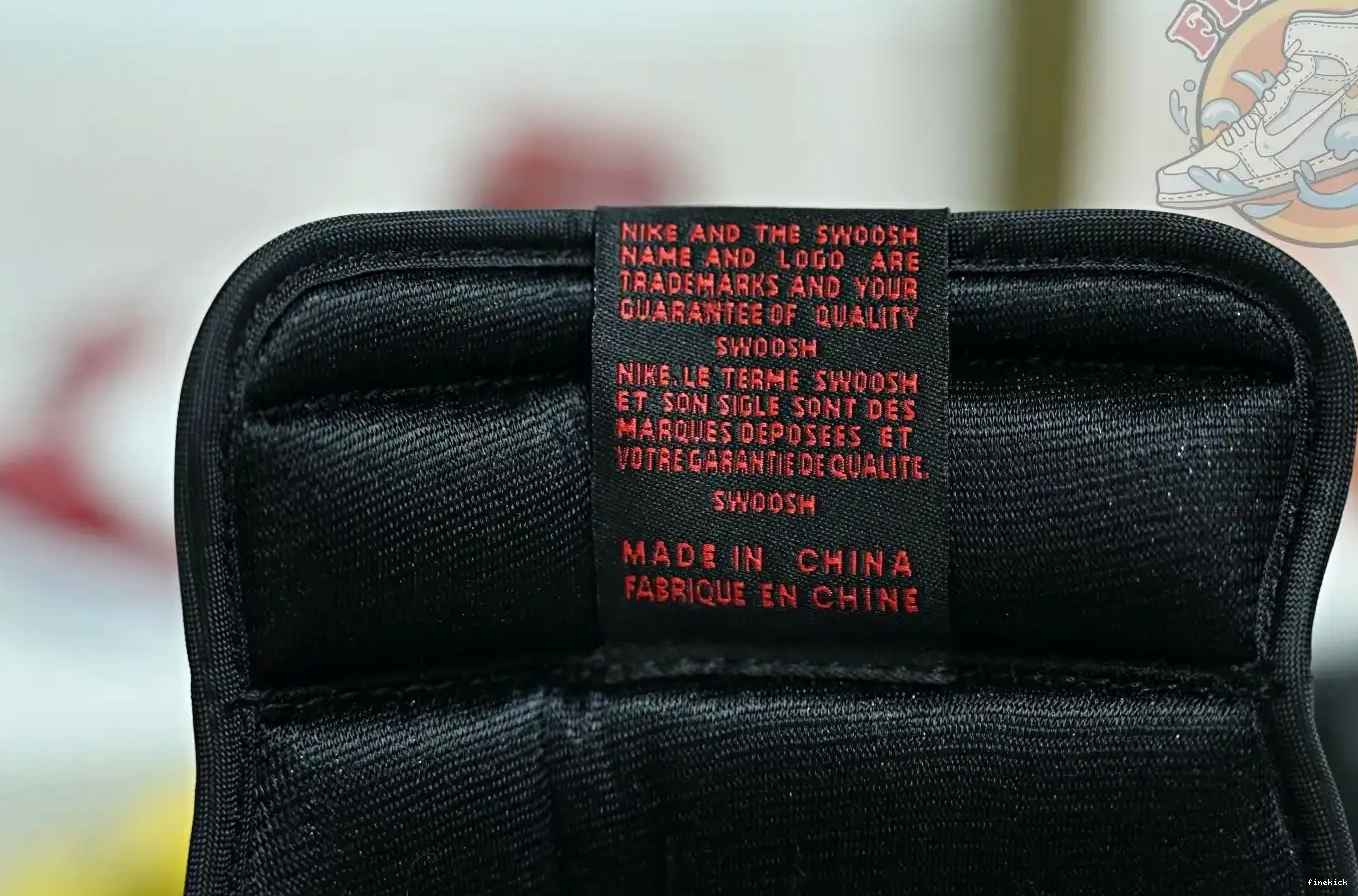 NIKE AND THE SWOOSH
NAME AND LOGO ARE
TRADEMARKS AND YOUR
GUARANTEE OF QUALITY
SWOOSH
NIKE. LE TERME SWOOSH
ET SON SIGLE SONT DES
MARQUES DEPOSEES ET
VOTRE GARANTIE DE QUALITE.
SWOOSH
MADE IN CHINA
FABRIQUE EN CHINE
finekick